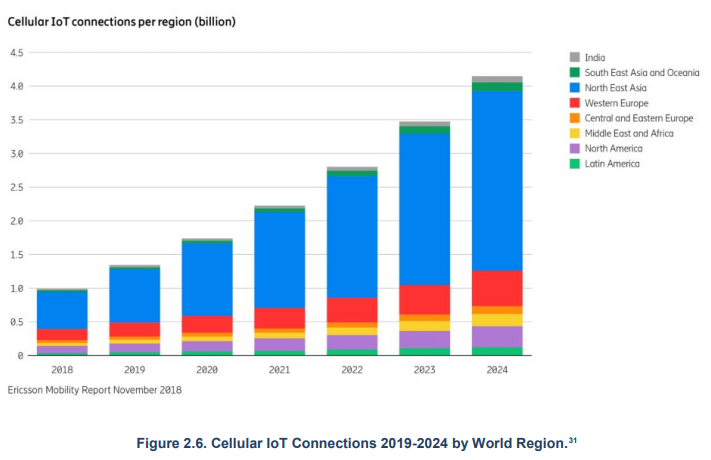 Cellular IoT connections per region (billion)
4.5
4.0
3.5
3.0
2.5
2.0
1.5
1.0
0.5
0
2018 2019 2020 2021 2022 2023 2024
India
South East Asia and Oceania
North East Asia
Western Europe
Central and Eastern Europe
Middle East and Africa
North America
Latin America
Ericsson Mobility Report November 2018
Figure 2.6. Cellular IoT Connections 2019-2024 by World Region.³¹